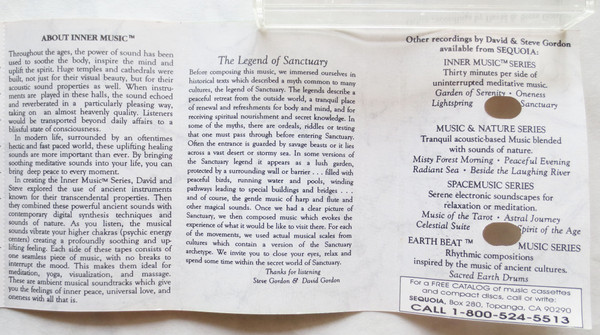 ABOUT INNER MUSIC™
Throughout the ages, the power of sound has been
used to soothe the body, inspire the mind and
uplift the spirit. Huge temples and cathedrals were
built, not just for their visual beauty, but for their
acoustic sound properties as well. When instru-
ments are played in these halls, the sound echoed
and reverberated in a particularly pleasing way,
taking on an almost heavenly quality. Listeners
would be transported beyond daily affairs to a
blissful state of consciousness.
In modern life, surrounded by an oftentimes
hectic and fast paced world, these uplifting healing
sounds are more important than ever. By bringing
soothing meditative sounds into your life, you can
bring deep peace to every moment.
In creating the Inner Music™ Series, David and
Steve explored the use of ancient instruments
known for their transcendental properties. Then
they combined these powerful ancient sounds with
contemporary digital synthesis techniques and
sounds of nature. As you listen, the musical
sounds vibrate your higher chakras (psychic energy
centers) creating a profoundly soothing and up-
lifting feeling. Each side of these tapes consists of
one seamless piece of music, with no breaks to
interrupt the mood. This makes them ideal for
meditation, yoga, visualization, and massage.
These are ambient musical soundtracks which give
you the feelings of inner peace, universal love, and
oneness with all that is.
The Legend of Sanctuary
Before composing this music, we immersed ourselves in
historical texts which described a myth common to many
cultures, the legend of Sanctuary. The legends describe a
peaceful retreat from the outside world, a tranquil place
of renewal and refreshments for body and mind, and for
receiving spiritual nourishment and secret knowledge. In
some of the myths, there are ordeals, riddles or testing
that one must pass through before entering Sanctuary.
Often the entrance is guarded by savage beasts or it lies
across a vast desert or stormy sea. In some versions of
the Sanctuary legend it appears as a lush garden,
protected by a surrounding wall or barrier . . . filled with
peaceful birds, running water and pools, winding
pathways leading to special buildings and bridges . . .
and of course, the gentle music of harp and flute and
other magical sounds. Once we had a clear picture of
Sanctuary, we then composed music which evokes the
experience of what it would be like to visit there. For each
of the movements, we used actual musical scales from
cultures which contain a version of the Sanctuary
archetype. We invite you to close your eyes, relax and
spend some time within the secret world of Sanctuary.
Thanks for listening
Steve Gordon & David Gordon
Other recordings by David & Steve Gordon
available from SEQUOIA:
INNER MUSIC™ SERIES
Thirty minutes per side of
uninterrupted meditative music.
Garden of Serenity • Oneness
Lightspring Sanctuary
MUSIC & NATURE SERIES
Tranquil acoustic-based Music blended
with sounds of nature.
Misty Forest Morning • Peaceful Evening
Radiant Sea • Beside the Laughing River
SPACEMUSIC SERIES
Serene electronic soundscapes for
relaxation or meditation.
Music of the Tarot • Astral Journey
Celestial Suite Spirit of the Age
EARTH BEAT™ MUSIC SERIES
Rhythmic compositions
inspired by the music of ancient cultures.
Sacred Earth Drums
For a FREE CATALOG of music cassettes
and compact discs, call or write:
SEQUOIA, Box 280, Topanga, CA 90290
CALL 1-800-524-5513